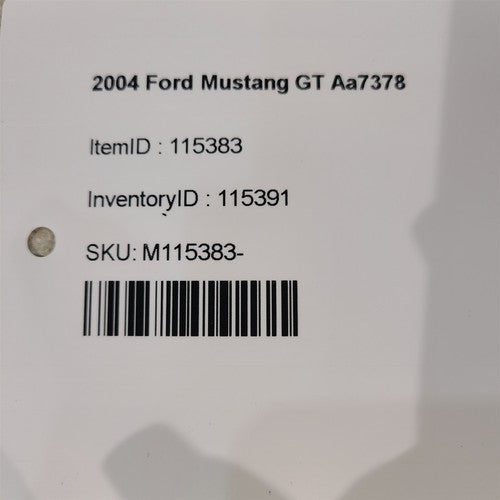 2004 Ford Mustang GT Aa7378
ItemID : 115383
InventoryID : 115391
SKU: M115383-